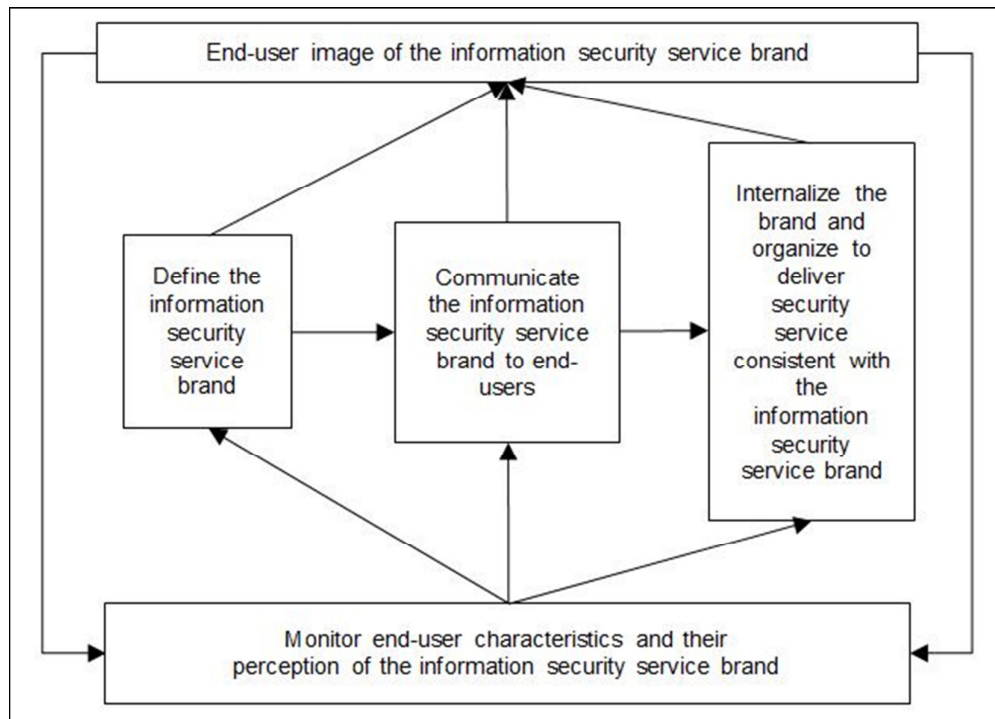 End-user image of the information security service brand
Define the
information
security
service
brand
Communicate
the information
security service
brand to end-
users
Internalize the
brand and
organize to
deliver
security
service
consistent with
the
information
security
service brand
Monitor end-user characteristics and their
perception of the information security service brand